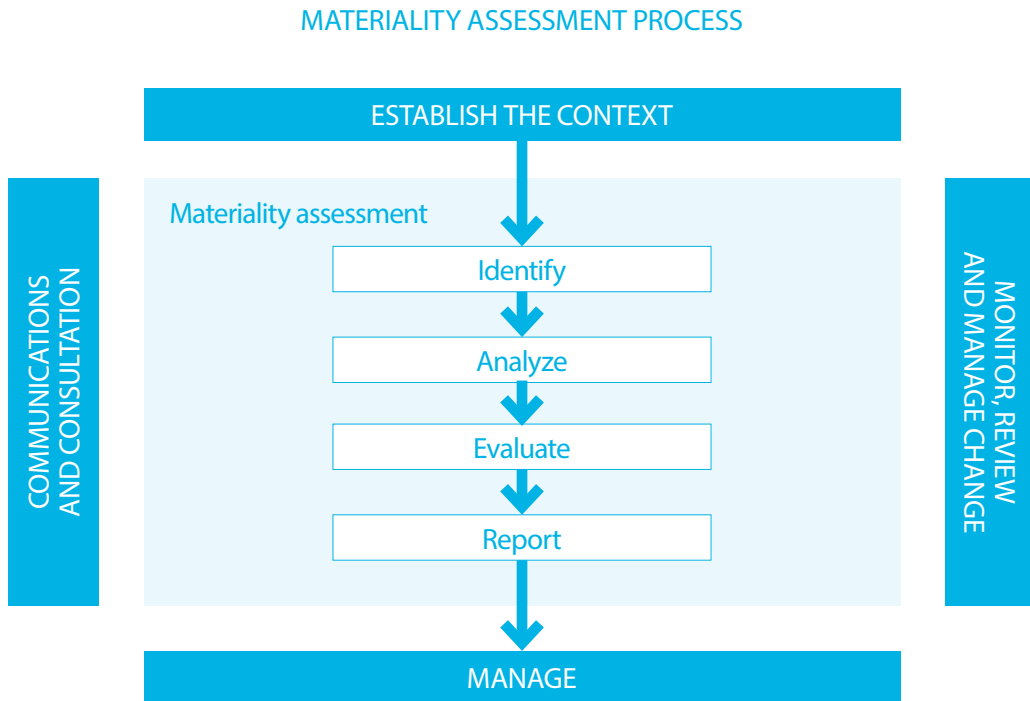 MATERIALITY ASSESSMENT PROCESS
ESTABLISH THE CONTEXT
COMMUNICATIONS
AND CONSULTATION
Materiality assessment
Identify
Analyze
Evaluate
Report
MONITOR, REVIEW
AND MANAGE CHANGE
MANAGE